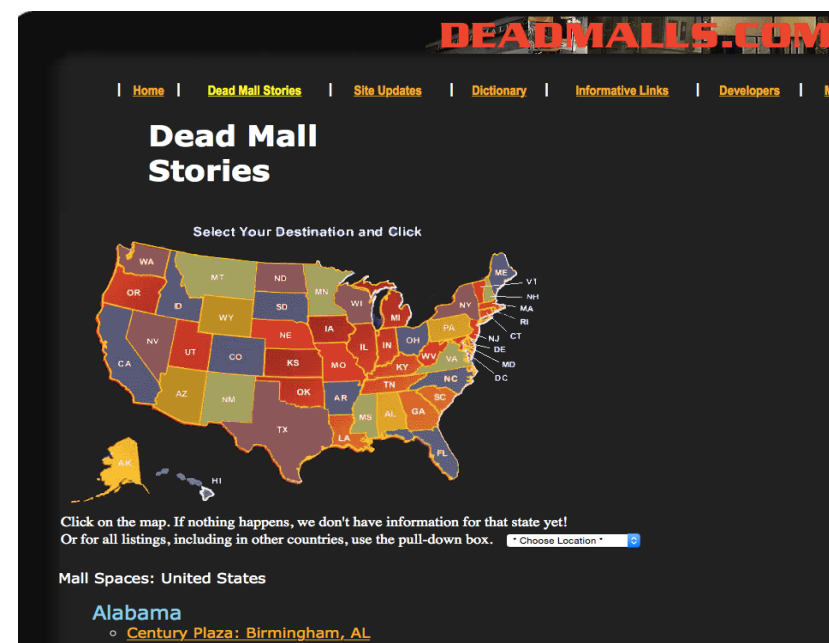 DEADMALLS.COM
| Home | Dead Mall Stories | Site Updates | Dictionary | Informative Links | Developers |
Dead Mall
Stories
Select Your Destination and Click
WA
MT
ND
MN
ME
VT
OR
ID
SD
WI
NY
NH
MA
WY
MI
RI
NV
NE
IA
PA
CT
UT
CO
IL
IN
OH
NJ
CA
KS
MO
WV
VA
DE
KY
MD
AZ
NM
OK
AR
TN
NC
DC
SC
TX
MS
AL
GA
LA
FL
AK
HI
Click on the map. If nothing happens, we don't have information for that state yet!
Or for all listings, including in other countries, use the pull-down box. * Choose Location *
Mall Spaces: United States
Alabama
Century Plaza: Birmingham, AL